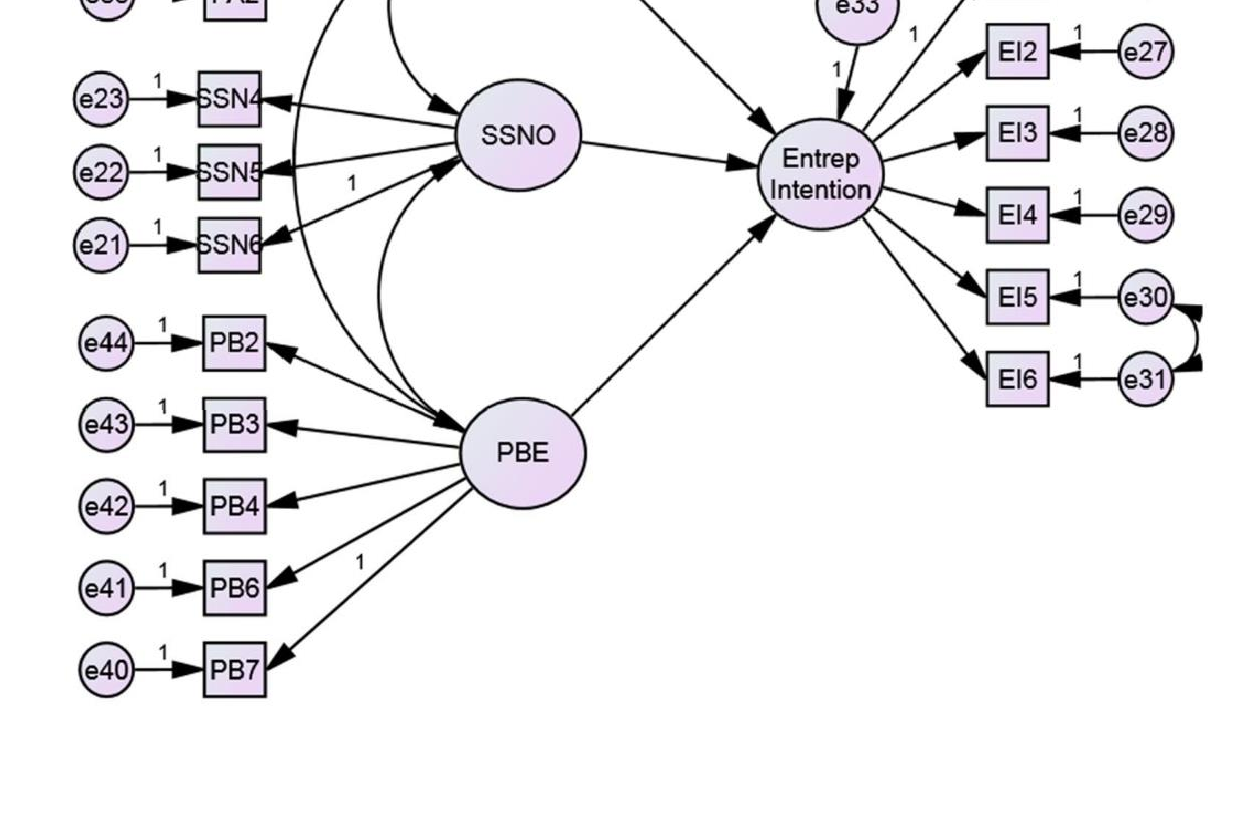 PA2
e33
1
1
EI2
1
e27
e23
1
SSN4
SSNO
EI3
1
e28
e22
1
SSN5
1
Entrep
Intention
EI4
1
e29
e21
1
SSN6
EI5
1
e30
e44
1
PB2
EI6
1
e31
e43
1
PB3
PBE
e42
1
PB4
1
e41
1
PB6
e40
1
PB7